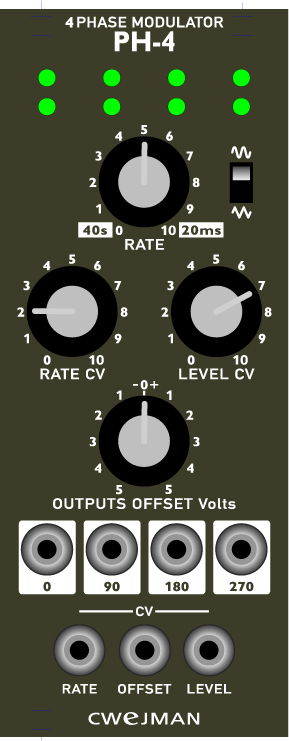 4 PHASE MODULATOR
PH-4
5
4 6
3 7
2 8
1 9
40s 0 10 20ms
RATE
5 5
4 6 4 6
3 7 3 7
2 8 2 8
1 9 1 9
0 10 0 10
RATE CV LEVEL CV
-0+
1 1
2 2
3 3
4 4
5 5
OUTPUTS OFFSET Volts
0 90 180 270
CV
RATE OFFSET LEVEL
CWEJMAN